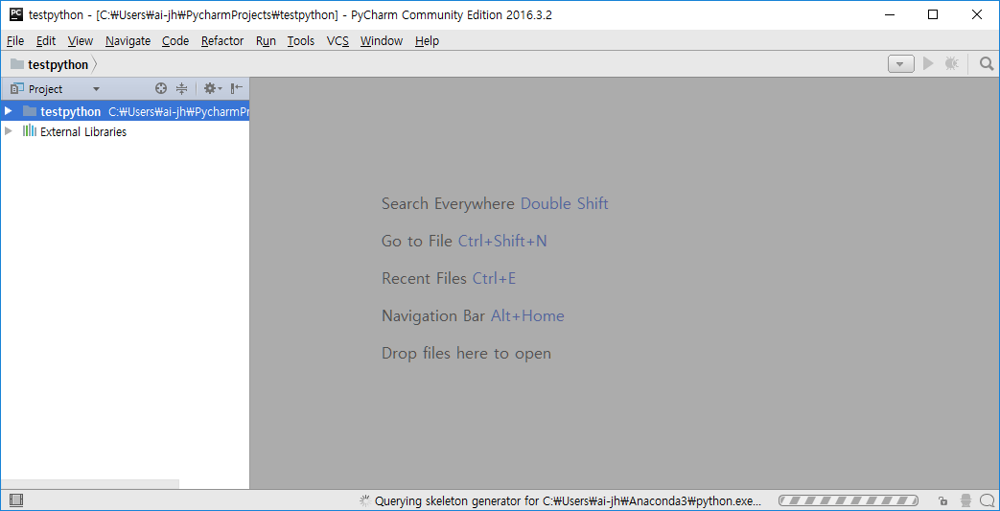 testpython - [C:₩Users₩ai-jh₩PycharmProjects₩testpython] - PyCharm Community Edition 2016.3.2
File Edit View Navigate Code Refactor Run Tools VCS Window Help
testpython
Project
testpython C:₩Users₩ai-jh₩PycharmPr
External Libraries
Search Everywhere Double Shift
Go to File Ctrl+Shift+N
Recent Files Ctrl+E
Navigation Bar Alt+Home
Drop files here to open
Querying skeleton generator for C:₩Users₩ai-jh₩Anaconda3₩python.exe...